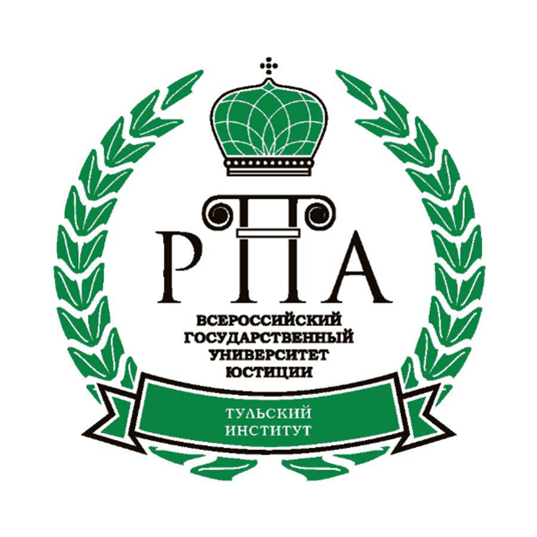 РПА
ВСЕРОССИЙСКИЙ
ГОСУДАРСТВЕННЫЙ
УНИВЕРСИТЕТ
ЮСТИЦИИ
ТУЛЬСКИЙ
ИНСТИТУТ